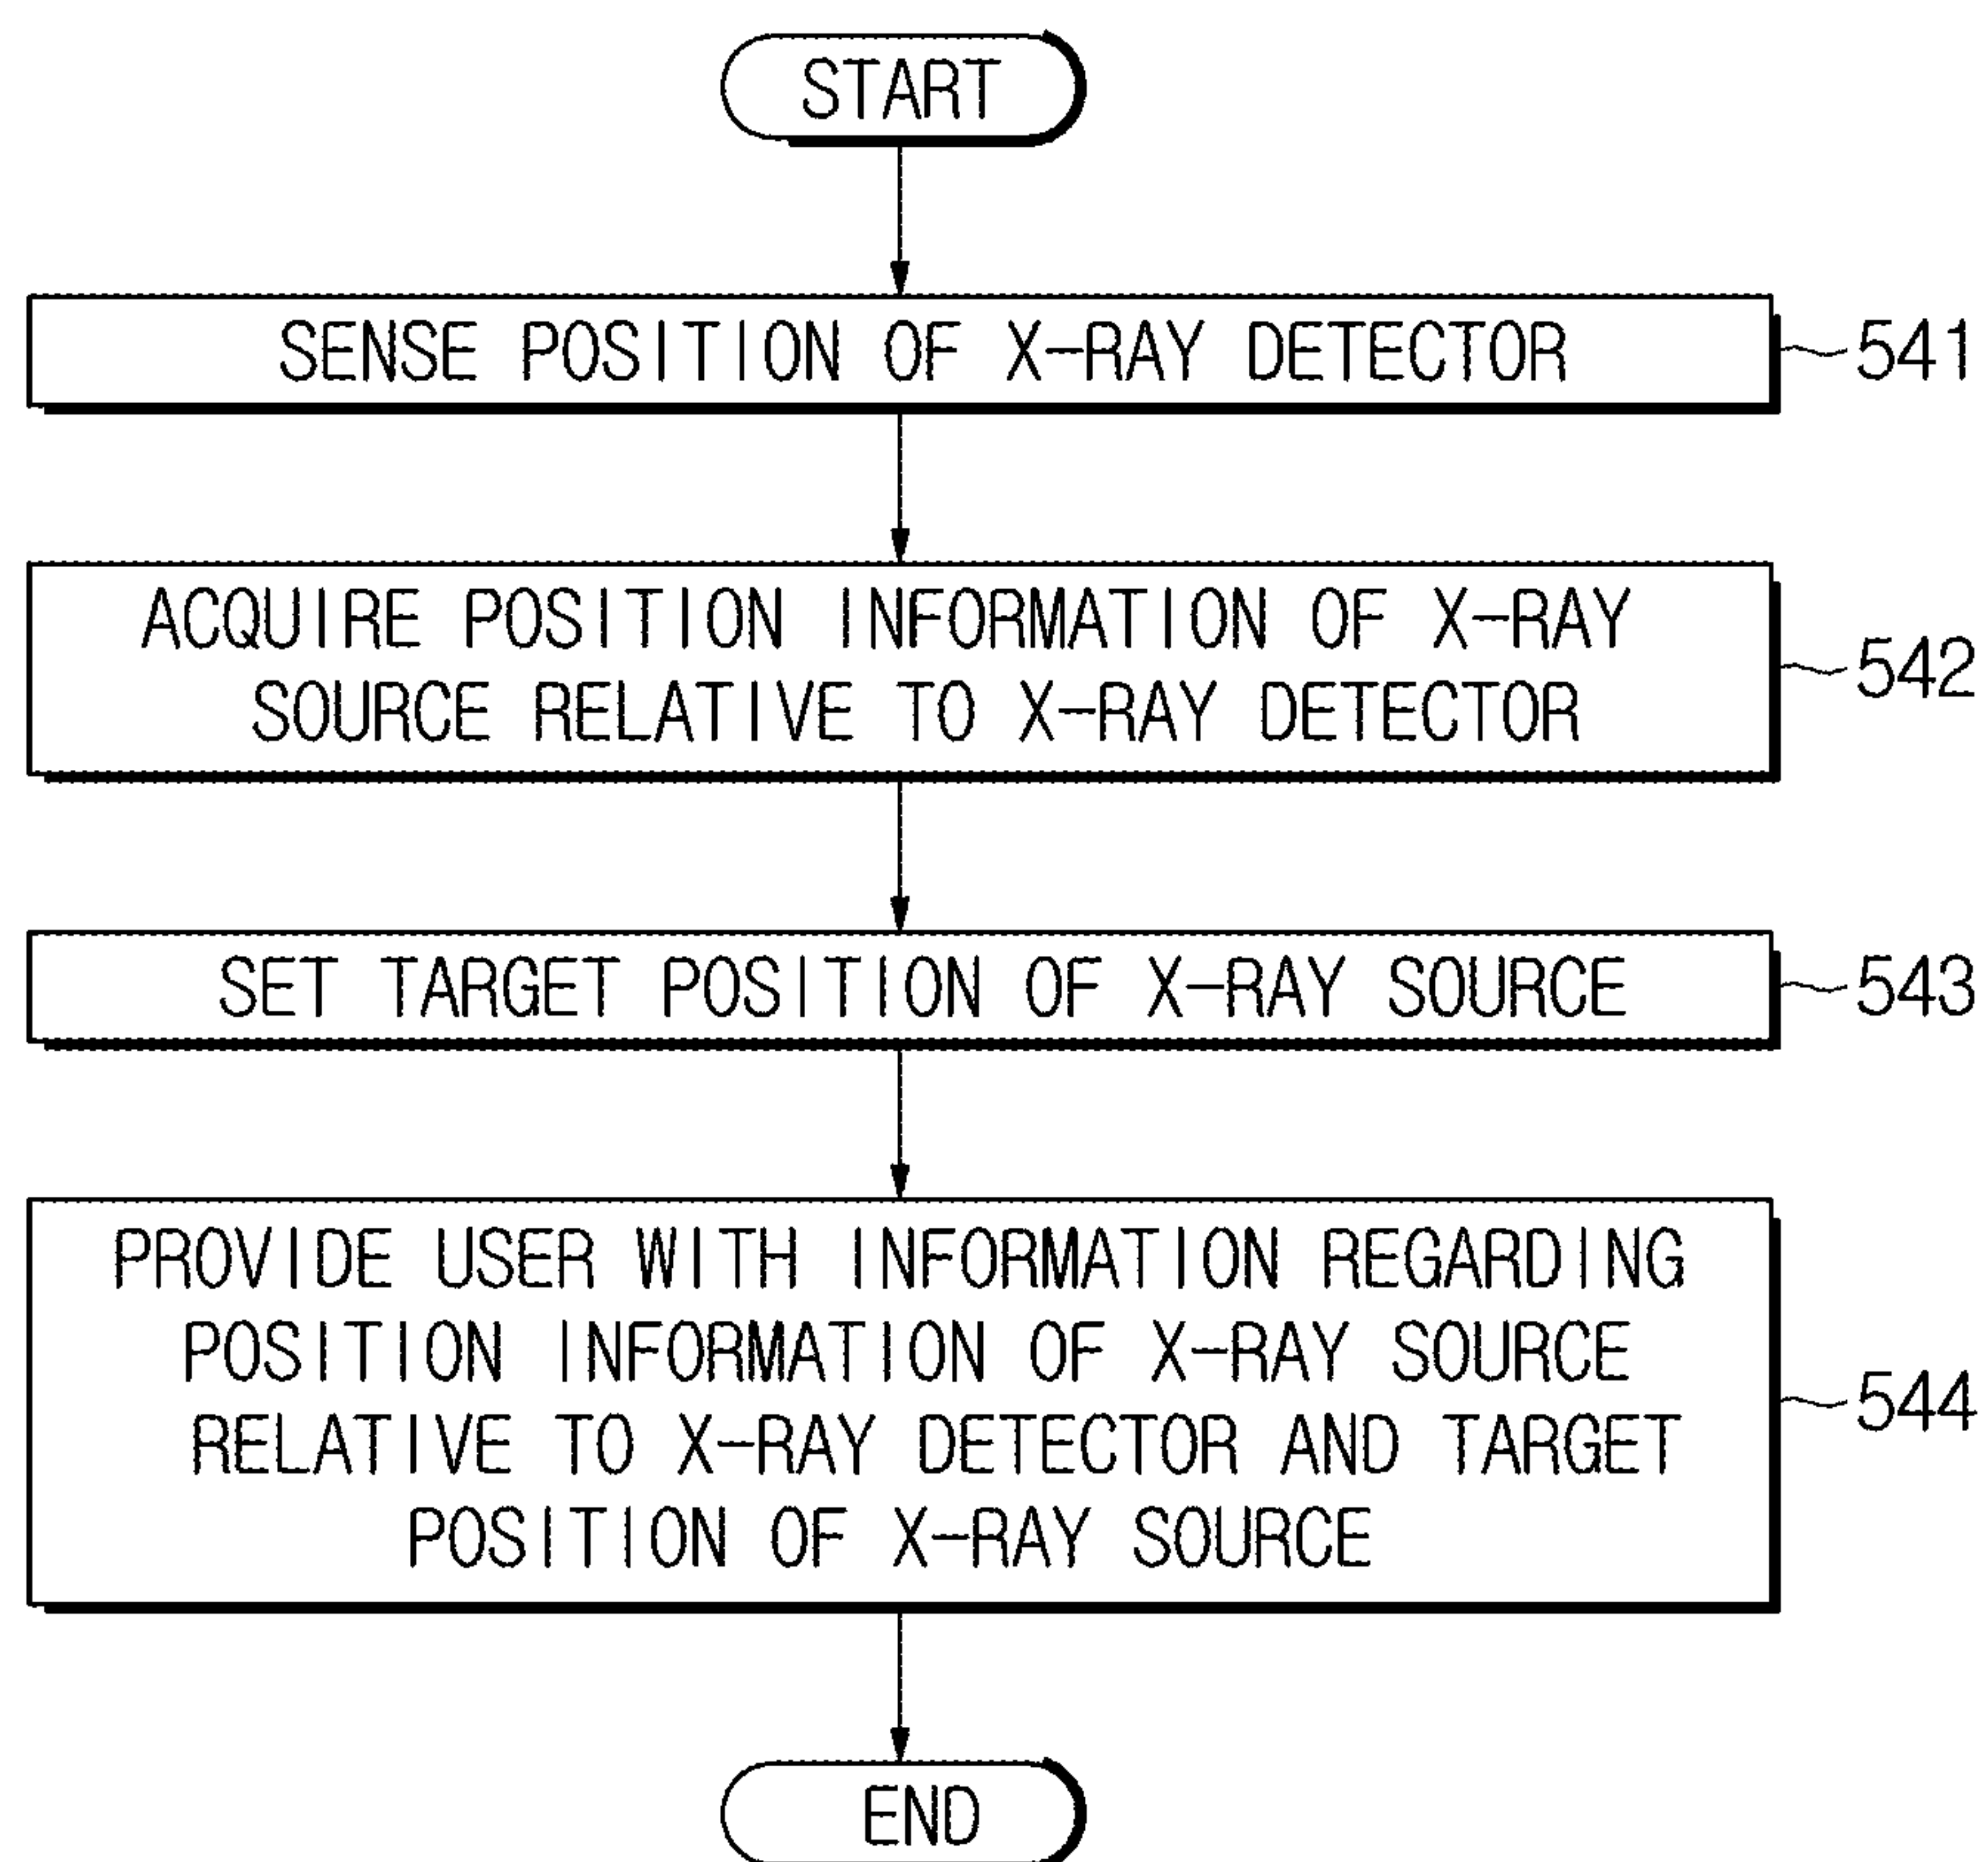 START
SENSE POSITION OF X-RAY DETECTOR
541
ACQUIRE POSITION INFORMATION OF X-RAY
SOURCE RELATIVE TO X-RAY DETECTOR
542
SET TARGET POSITION OF X-RAY SOURCE
543
PROVIDE USER WITH INFORMATION REGARDING
POSITION INFORMATION OF X-RAY SOURCE
RELATIVE TO X-RAY DETECTOR AND TARGET
POSITION OF X-RAY SOURCE
544
END